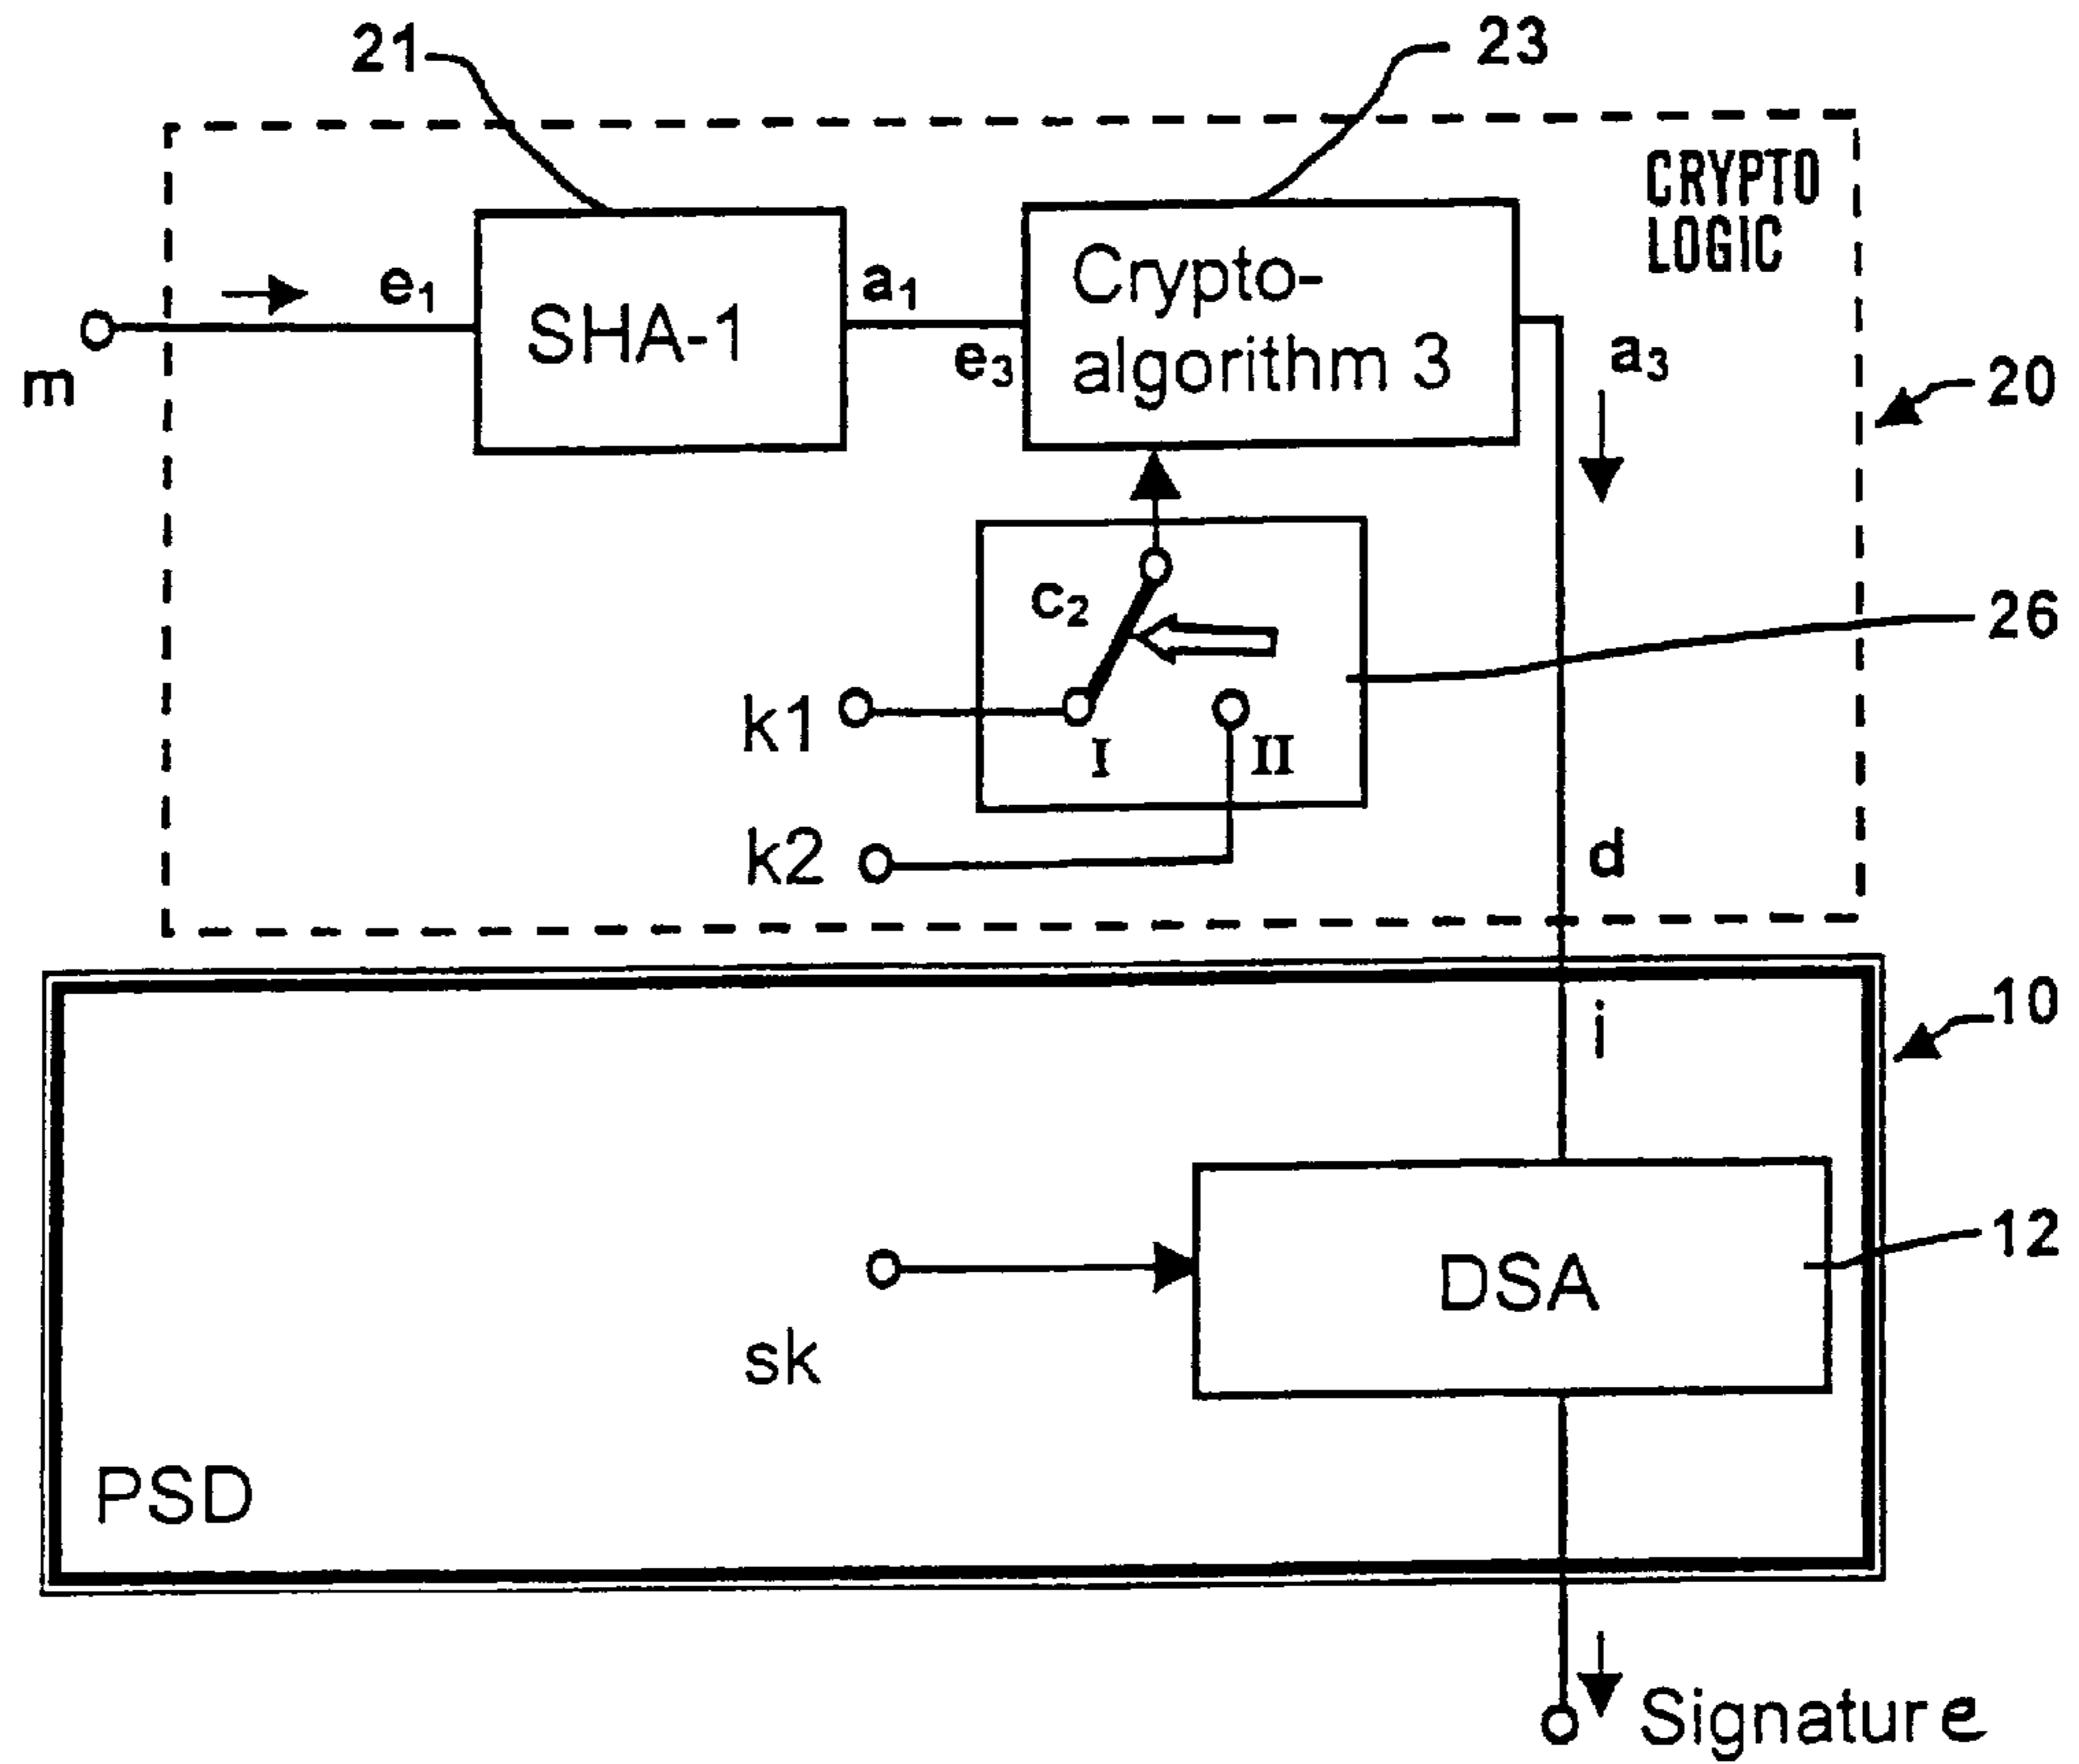 21
23
CRYPTO
LOGIC
e1
a1
SHA-1
Crypto-
algorithm 3
e3
a3
m
20
c2
26
k1
I
II
k2
d
10
i
12
DSA
sk
PSD
Signature